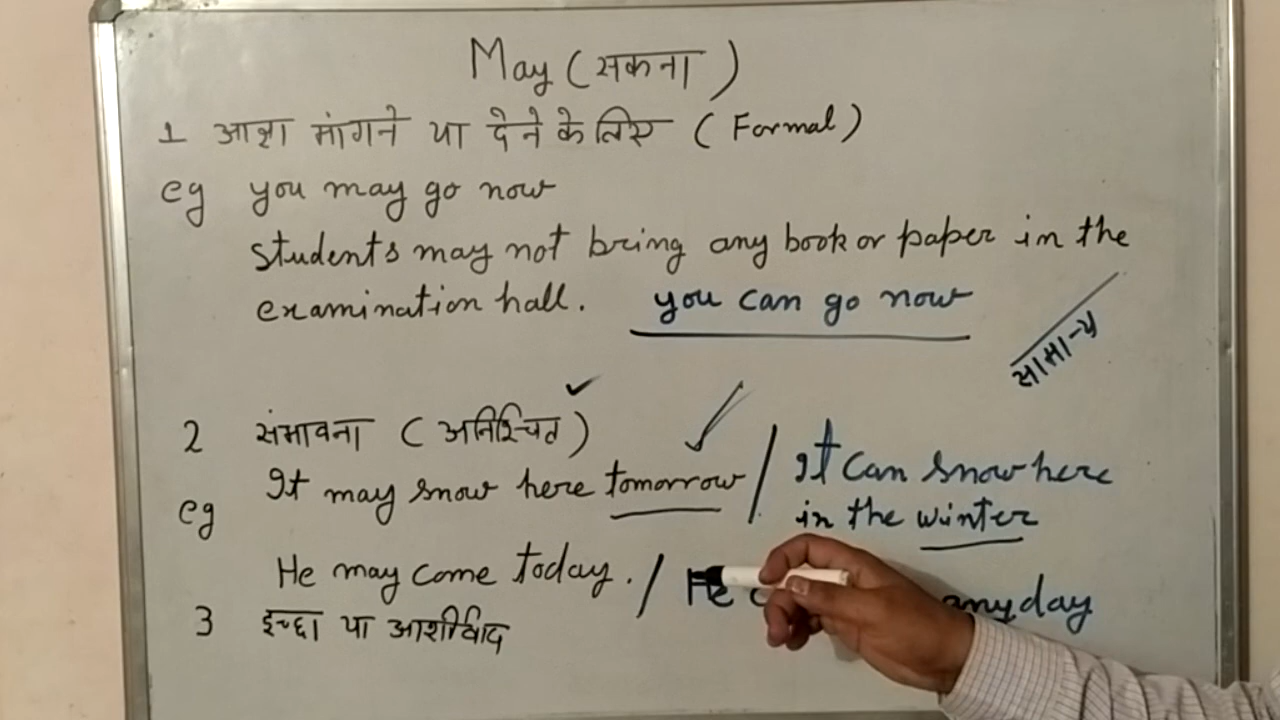 May (सकना)
1 आज्ञा मांगने या देने के लिए (Formal)
eg you may go now
students may not bring any book or paper in the
examination hall. you can go now
सामान्य
2 संभावना (अनिश्चित)
eg It may snow here tomorrow / It can snow here
in the winter
He may come today. / He anyday
3 इच्छा या आशीर्वाद